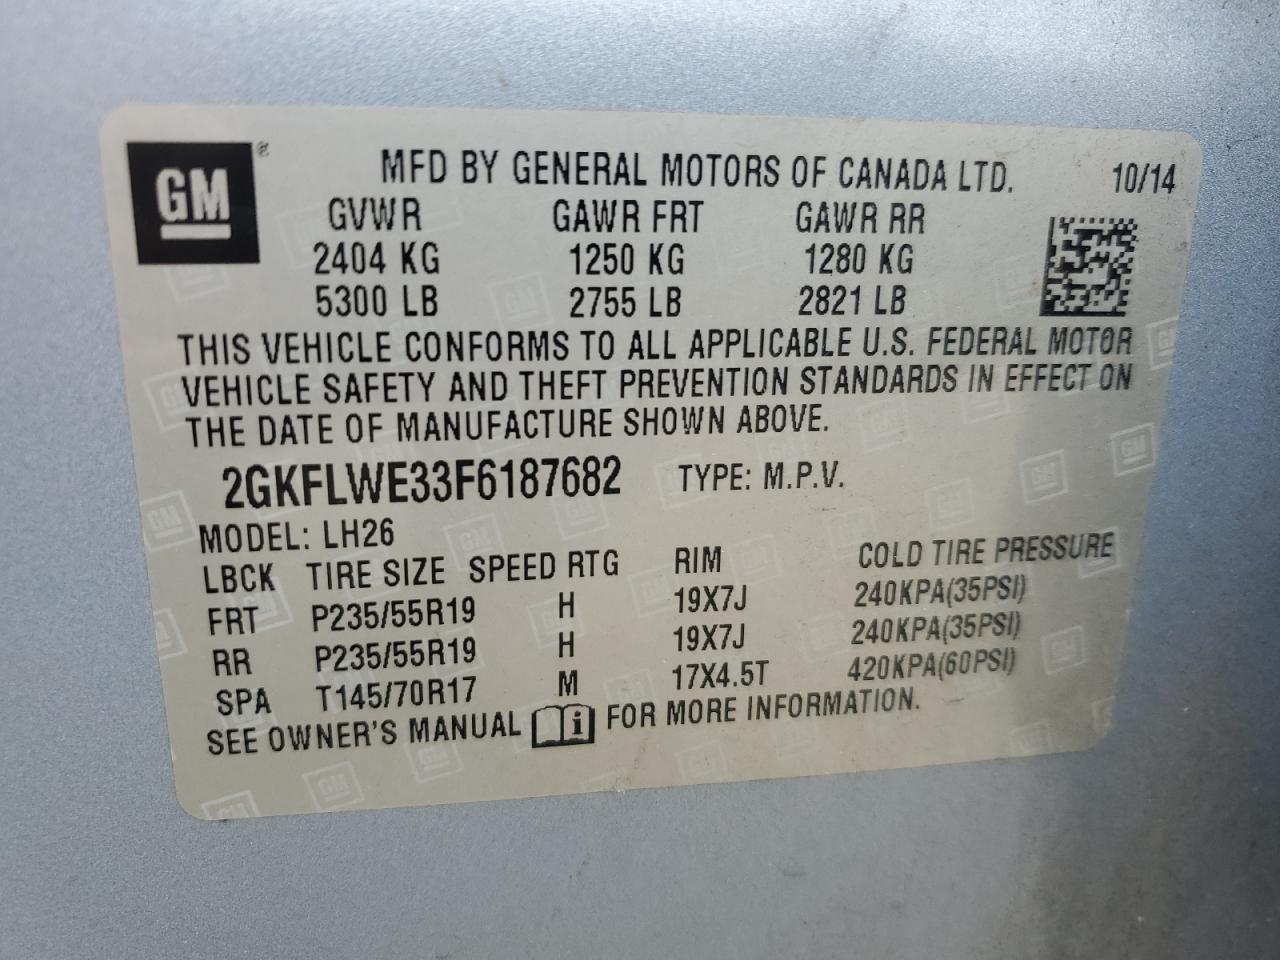 GM ® MFD BY GENERAL MOTORS OF CANADA LTD. 10/14
GVWR GAWR FRT GAWR RR
2404 KG 1250 KG 1280 KG
5300 LB 2755 LB 2821 LB
THIS VEHICLE CONFORMS TO ALL APPLICABLE U.S. FEDERAL MOTOR
VEHICLE SAFETY AND THEFT PREVENTION STANDARDS IN EFFECT ON
THE DATE OF MANUFACTURE SHOWN ABOVE.
2GKFLWE33F6187682 TYPE: M.P.V.
MODEL: LH26
LBCK TIRE SIZE SPEED RTG RIM COLD TIRE PRESSURE
FRT P235/55R19 H 19X7J 240KPA(35PSI)
RR P235/55R19 H 19X7J 240KPA(35PSI)
SPA T145/70R17 M 17X4.5T 420KPA(60PSI)
SEE OWNER'S MANUAL i FOR MORE INFORMATION.